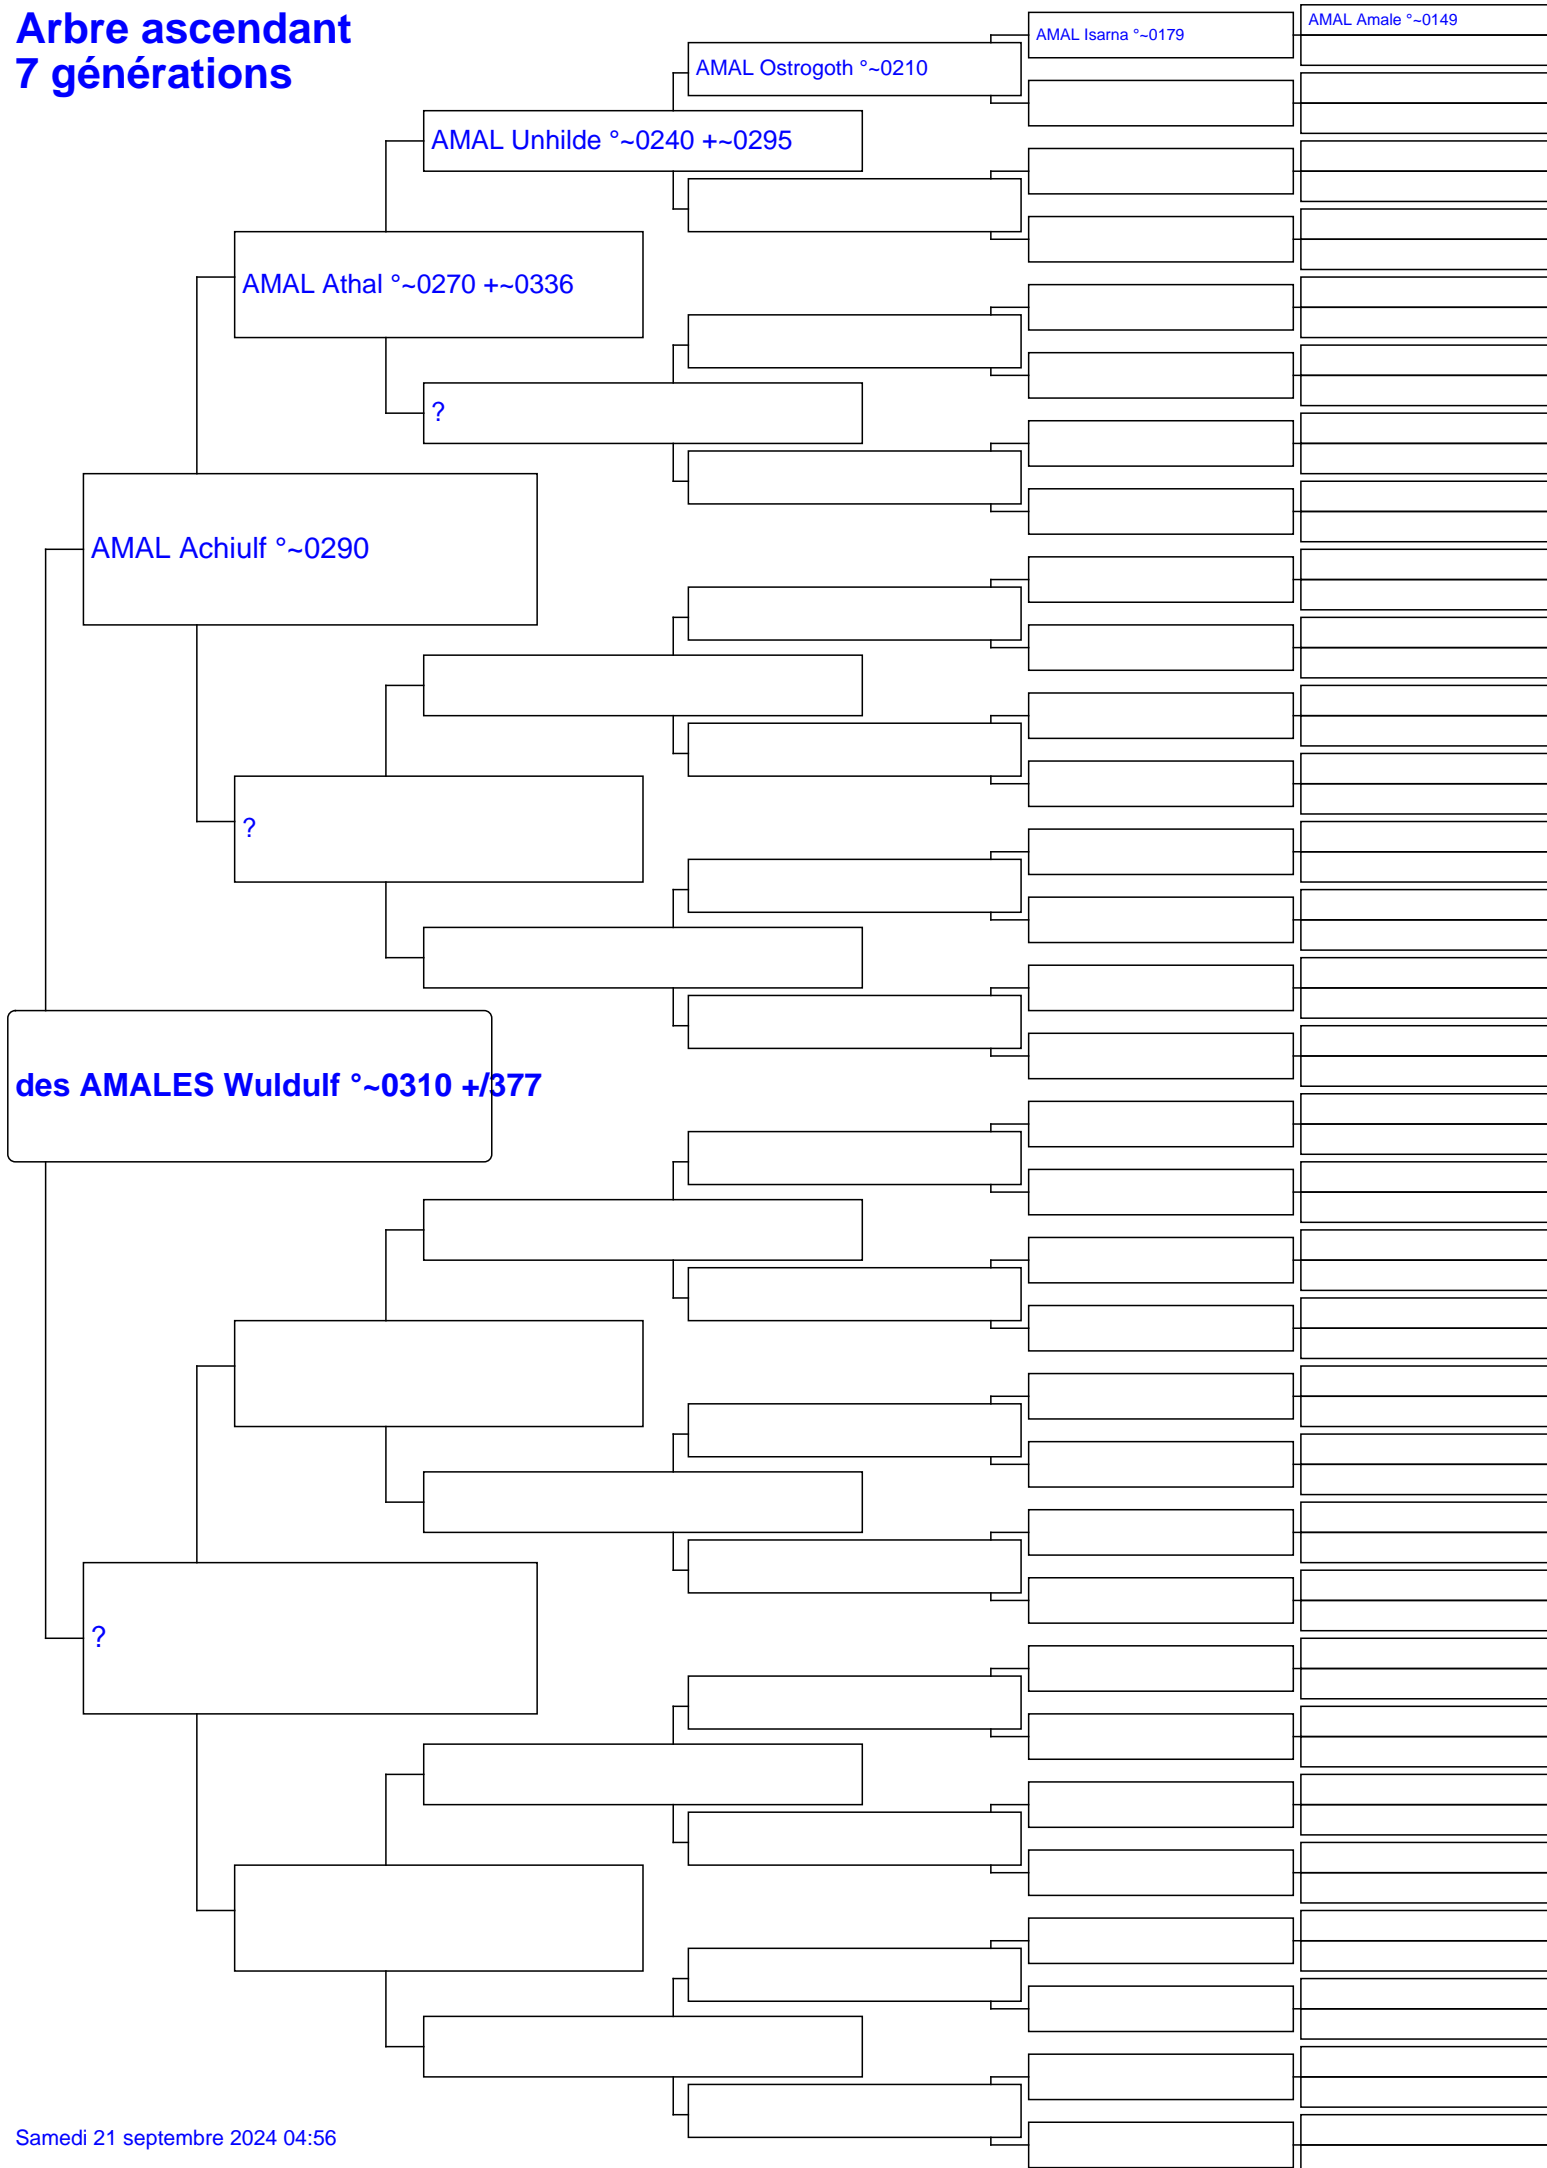 Arbre ascendant
7 générations
AMAL Amale °~0149
AMAL Isarna °~0179
AMAL Ostrogoth °~0210
AMAL Unhilde °~0240 +~0295
AMAL Athal °~0270 +~0336
?
AMAL Achiulf °~0290
?
des AMALES Wuldulf °~0310 +/377
?
Samedi 21 septembre 2024 04:56